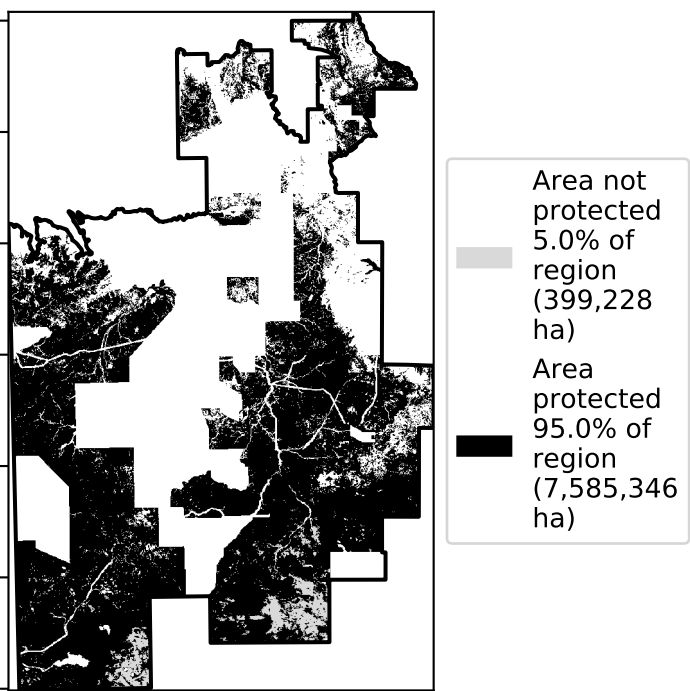 Area not
protected
5.0% of
region
(399,228
ha)
Area
protected
95.0% of
region
(7,585,346
ha)